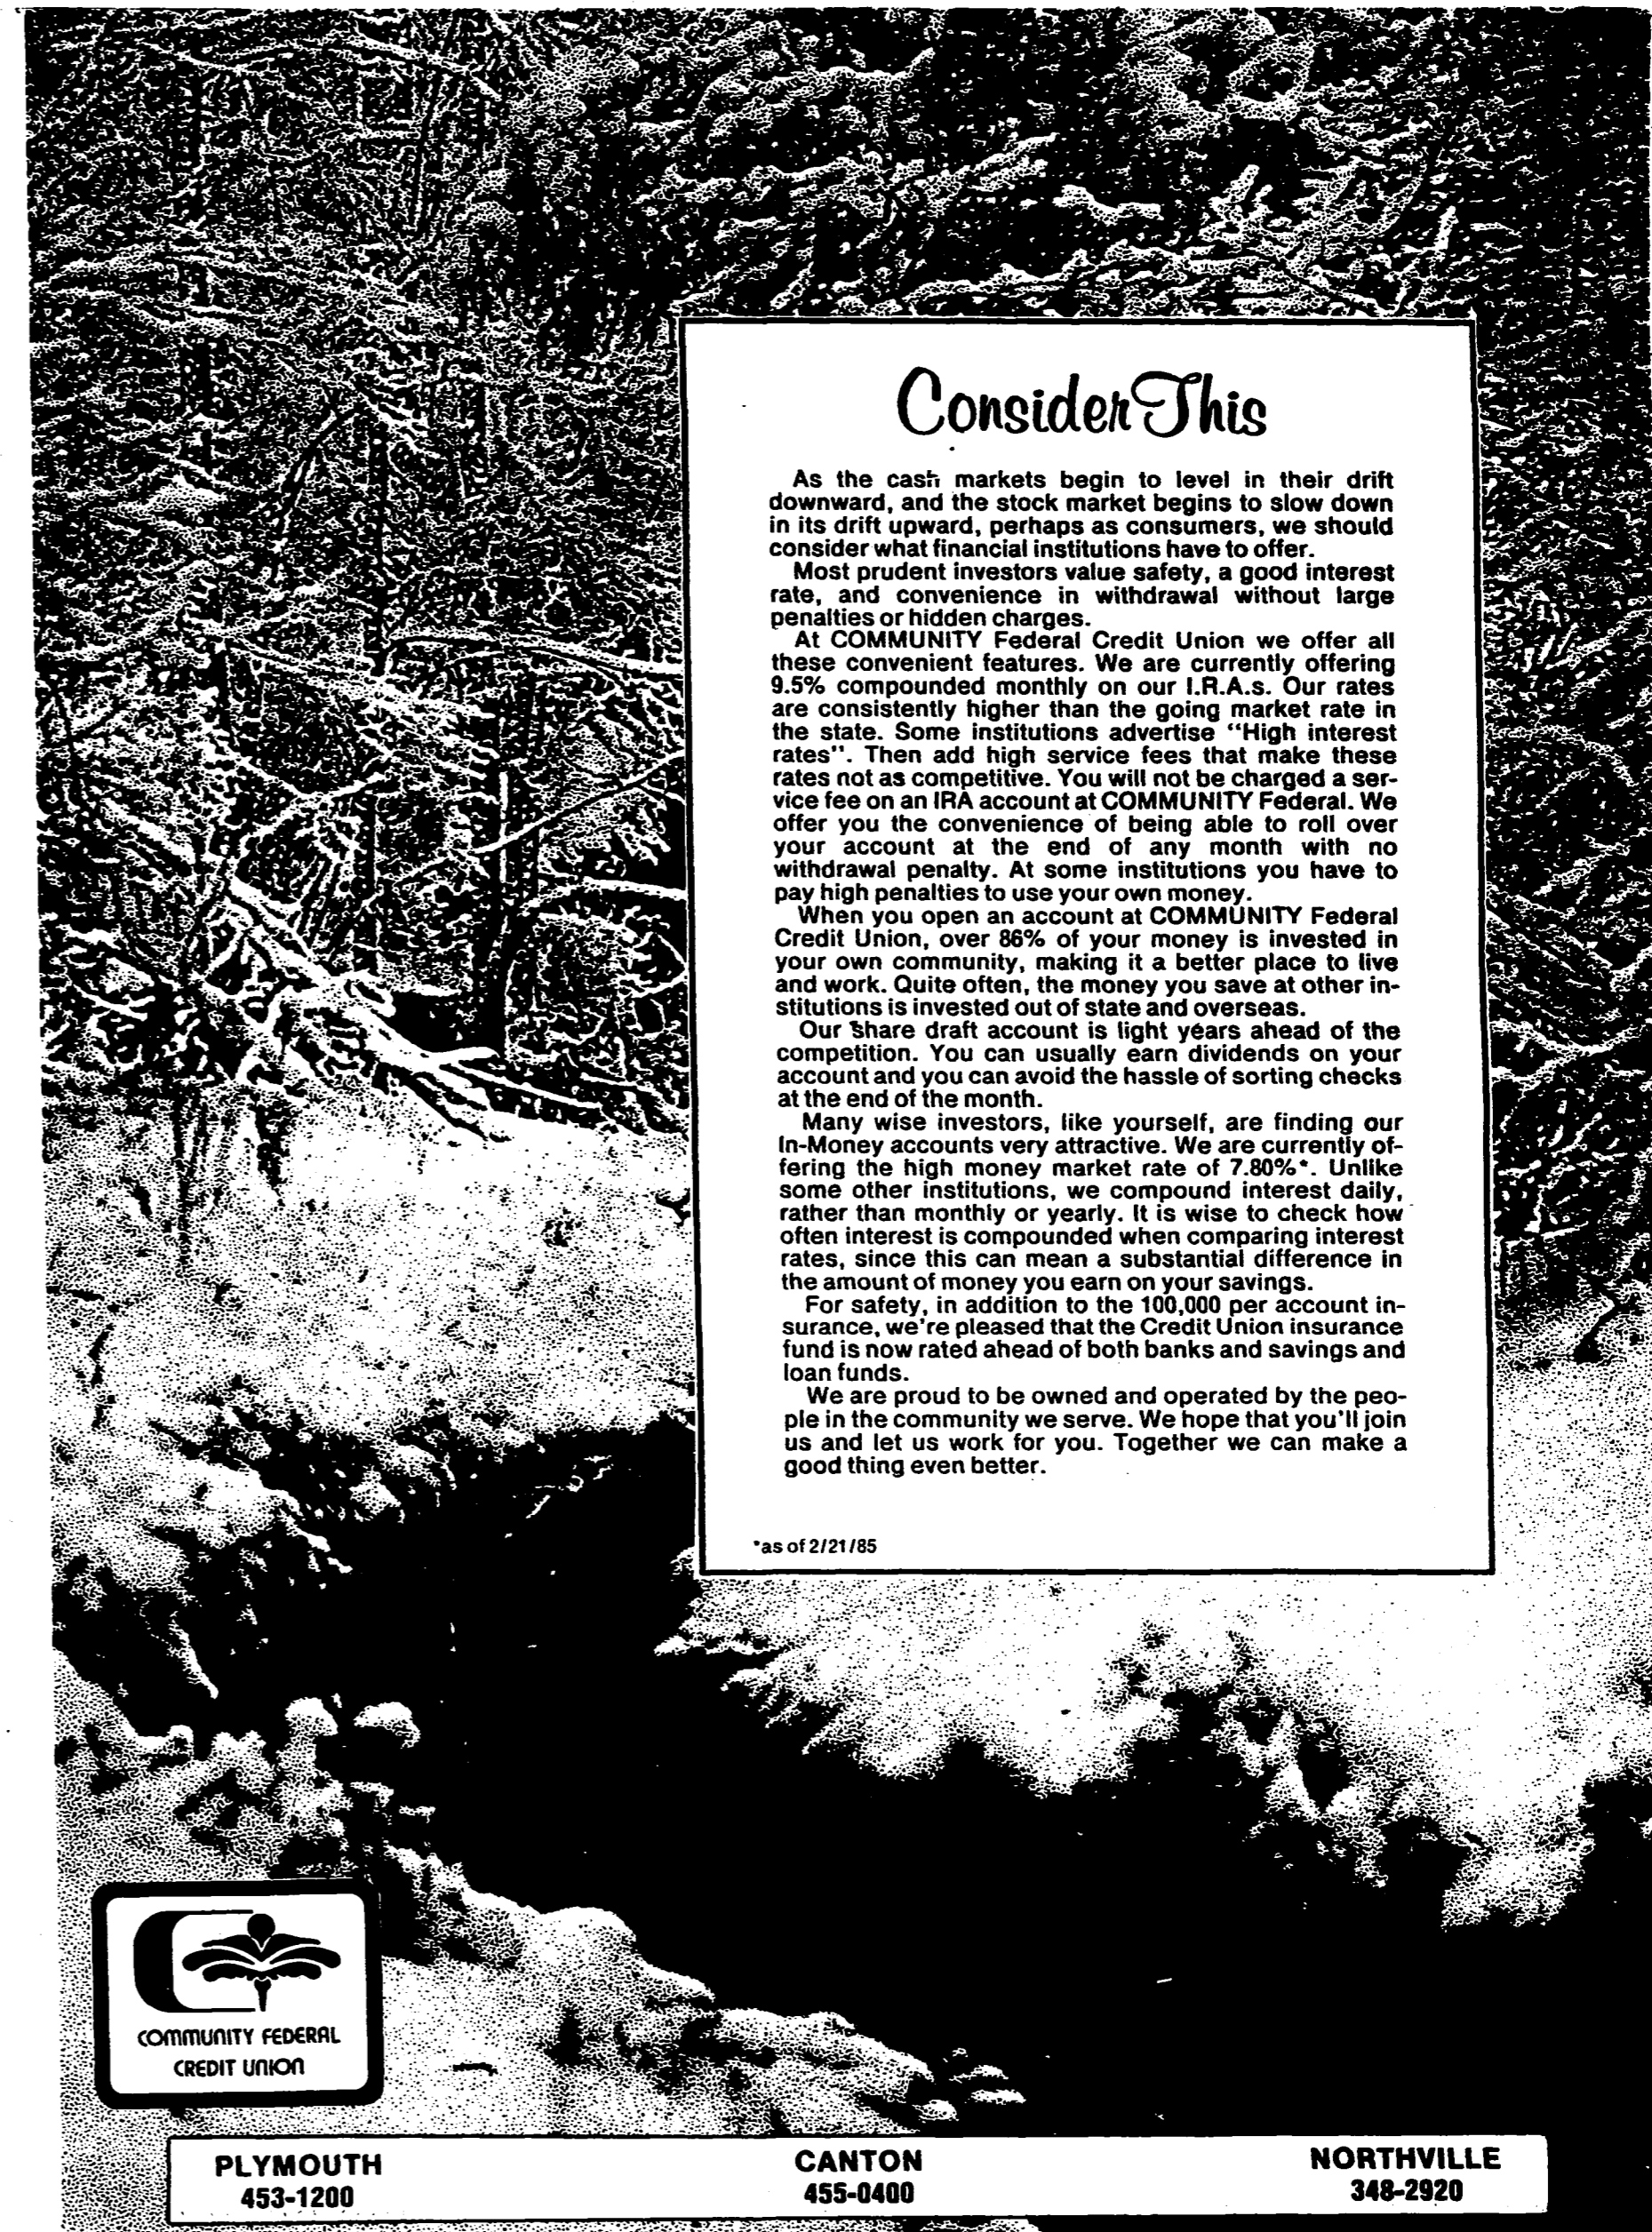 Consider This
As the cash markets begin to level in their drift
downward, and the stock market begins to slow down
in its drift upward, perhaps as consumers, we should
consider what financial institutions have to offer.
Most prudent investors value safety, a good interest
rate, and convenience in withdrawal without large
penalties or hidden charges.
At COMMUNITY Federal Credit Union we offer all
these convenient features. We are currently offering
9.5% compounded monthly on our I.R.A.s. Our rates
are consistently higher than the going market rate in
the state. Some institutions advertise "High interest
rates". Then add high service fees that make these
rates not as competitive. You will not be charged a ser-
vice fee on an IRA account at COMMUNITY Federal. We
offer you the convenience of being able to roll over
your account at the end of any month with no
withdrawal penalty. At some institutions you have to
pay high penalties to use your own money.
When you open an account at COMMUNITY Federal
Credit Union, over 86% of your money is invested in
your own community, making it a better place to live
and work. Quite often, the money you save at other in-
stitutions is invested out of state and overseas.
Our Share draft account is light years ahead of the
competition. You can usually earn dividends on your
account and you can avoid the hassle of sorting checks
at the end of the month.
Many wise investors, like yourself, are finding our
In-Money accounts very attractive. We are currently of-
fering the high money market rate of 7.80%*. Unlike
some other institutions, we compound interest daily,
rather than monthly or yearly. It is wise to check how
often interest is compounded when comparing interest
rates, since this can mean a substantial difference in
the amount of money you earn on your savings.
For safety, in addition to the 100,000 per account in-
surance, we're pleased that the Credit Union insurance
fund is now rated ahead of both banks and savings and
loan funds.
We are proud to be owned and operated by the peo-
ple in the community we serve. We hope that you'll join
us and let us work for you. Together we can make a
good thing even better.
*as of 2/21/85
COMMUNITY FEDERAL
CREDIT UNION
PLYMOUTH
453-1200
CANTON
455-0400
NORTHVILLE
348-2920